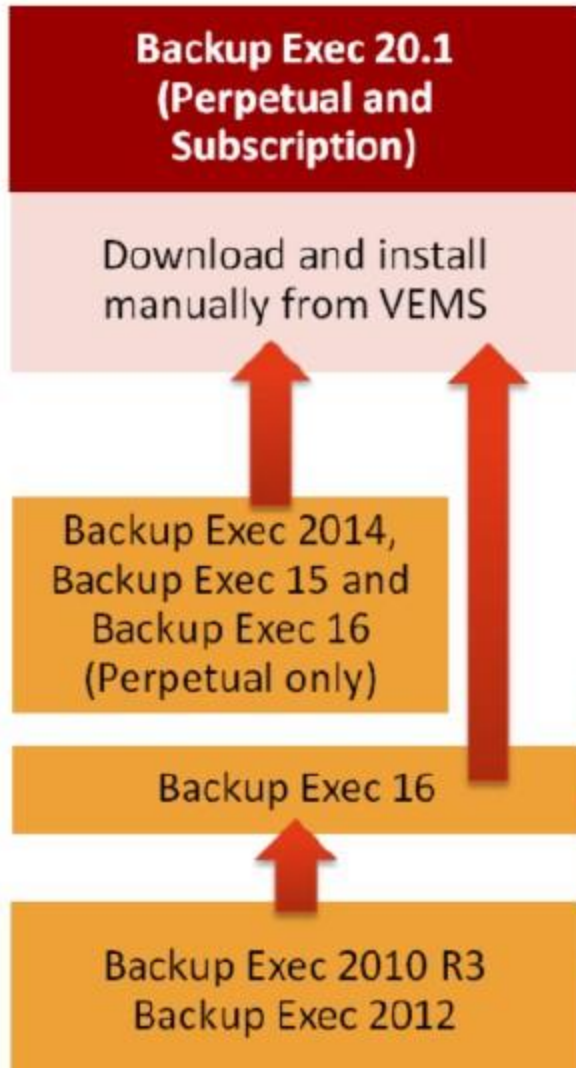 Backup Exec 20.1
(Perpetual and
Subscription)
Download and install
manually from VEMS
Backup Exec 2014,
Backup Exec 15 and
Backup Exec 16
(Perpetual only)
Backup Exec 16
Backup Exec 2010 R3
Backup Exec 2012